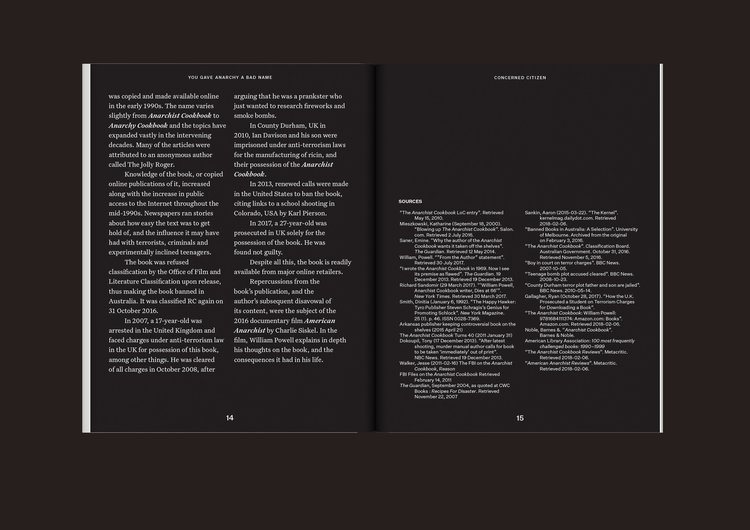 YOU GAVE ANARCHY A BAD NAME
was copied and made available online
in the early 1990s. The name varies
slightly from Anarchist Cookbook to
Anarchy Cookbook and the topics have
expanded vastly in the intervening
decades. Many of the articles were
attributed to an anonymous author
called The Jolly Roger.
Knowledge of the book, or copied
online publications of it, increased
along with the increase in public
access to the Internet throughout the
mid-1990s. Newspapers ran stories
about how easy the text was to get
hold of, and the influence it may have
had with terrorists, criminals and
experimentally inclined teenagers.
The book was refused
classification by the Office of Film and
Literature Classification upon release,
thus making the book banned in
Australia. It was classified RC again on
31 October 2016.
In 2007, a 17-year-old was
arrested in the United Kingdom and
faced charges under anti-terrorism law
in the UK for possession of this book,
among other things. He was cleared
of all charges in October 2008, after
arguing that he was a prankster who
just wanted to research fireworks and
smoke bombs.
In County Durham, UK in
2010, Ian Davison and his son were
imprisoned under anti-terrorism laws
for the manufacturing of ricin, and
their possession of the Anarchist
Cookbook.
In 2013, renewed calls were made
in the United States to ban the book,
citing links to a school shooting in
Colorado, USA by Karl Pierson.
In 2017, a 27-year-old was
prosecuted in UK solely for the
possession of the book. He was
found not guilty.
Despite all this, the book is readily
available from major online retailers.
Repercussions from the
book's publication, and the
author's subsequent disavowal of
its content, were the subject of the
2016 documentary film American
Anarchist by Charlie Siskel. In the
film, William Powell explains in depth
his thoughts on the book, and the
consequences it had in his life.
14
CONCERNED CITIZEN
SOURCES
"The Anarchist Cookbook LoC entry". Retrieved
May 15, 2010.
Mieszkowski, Katharine (September 18, 2000).
"Blowing up The Anarchist Cookbook". Salon.
com. Retrieved 2 July 2016.
Saner, Emine. "Why the author of the Anarchist
Cookbook wants it taken off the shelves".
The Guardian. Retrieved 12 May 2014.
William, Powell. ""From the Author" statement".
Retrieved 30 July 2017.
"I wrote the Anarchist Cookbook in 1969. Now I see
its premise as flawed". The Guardian. 19
December 2013. Retrieved 19 December 2013.
Richard Sandomir (29 March 2017). ""William Powell,
Anarchist Cookbook writer, Dies at 66"".
New York Times. Retrieved 30 March 2017.
Smith, Dinitia (January 6, 1992). "The Happy Hawker:
Tyro Publisher Steven Schragis's Genius for
Promoting Schlock". New York Magazine.
25 (1). p. 46. ISSN 0028-7369.
Arkansas publisher keeping controversial book on the
shelves (2015 April 21)
The Anarchist Cookbook Turns 40 (2011 January 31)
Dokoupil, Tony (17 December 2013). "After latest
shooting, murder manual author calls for book
to be taken 'immediately' out of print".
NBC News. Retrieved 19 December 2013.
Walker, Jesse (2011-02-16) The FBI on the Anarchist
Cookbook, Reason
FBI Files on the Anarchist Cookbook Retrieved
February 14, 2011
The Guardian, September 2004, as quoted at CWC
Books : Recipes For Disaster. Retrieved
November 22, 2007
Sankin, Aaron (2015-03-22). "The Kernel".
kernelmag.dailydot.com. Retrieved
2018-02-06.
"Banned Books in Australia: A Selection". University
of Melbourne. Archived from the original
on February 3, 2016.
"The Anarchist Cookbook". Classification Board.
Australian Government. October 31, 2016.
Retrieved November 5, 2016.
"Boy in court on terror charges". BBC News.
2007-10-05.
"Teenage bomb plot accused cleared". BBC News.
2008-10-23.
"County Durham terror plot father and son are jailed".
BBC News. 2010-05-14.
Gallagher, Ryan (October 28, 2017). "How the U.K.
Prosecuted a Student on Terrorism Charges
for Downloading a Book".
"The Anarchist Cookbook: William Powell:
9781684113174: Amazon.com: Books".
Amazon.com. Retrieved 2018-02-06.
Noble, Barnes &. "Anarchist Cookbook".
Barnes & Noble.
American Library Association: 100 most frequently
challenged books: 1990–1999
"The Anarchist Cookbook Reviews". Metacritic.
Retrieved 2018-02-06.
"American Anarchist Reviews". Metacritic.
Retrieved 2018-02-06.
15